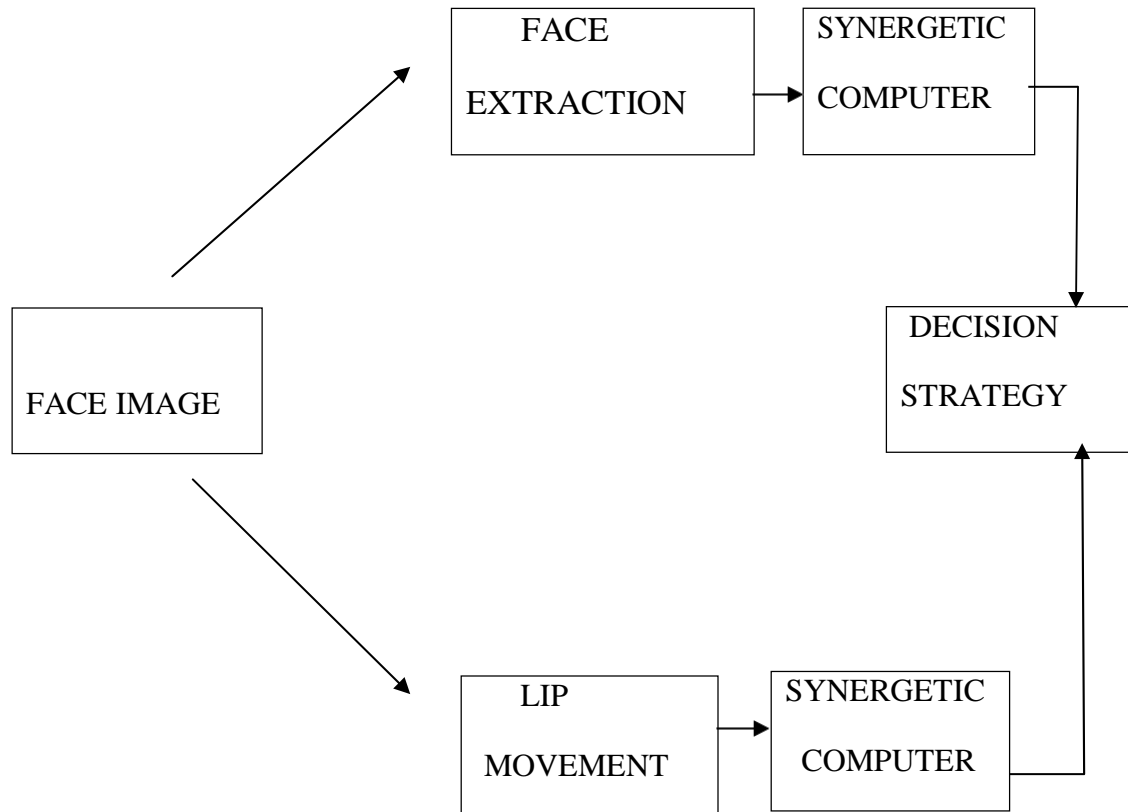 FACE
EXTRACTION
SYNERGETIC
COMPUTER
FACE IMAGE
DECISION
STRATEGY
LIP
MOVEMENT
SYNERGETIC
COMPUTER